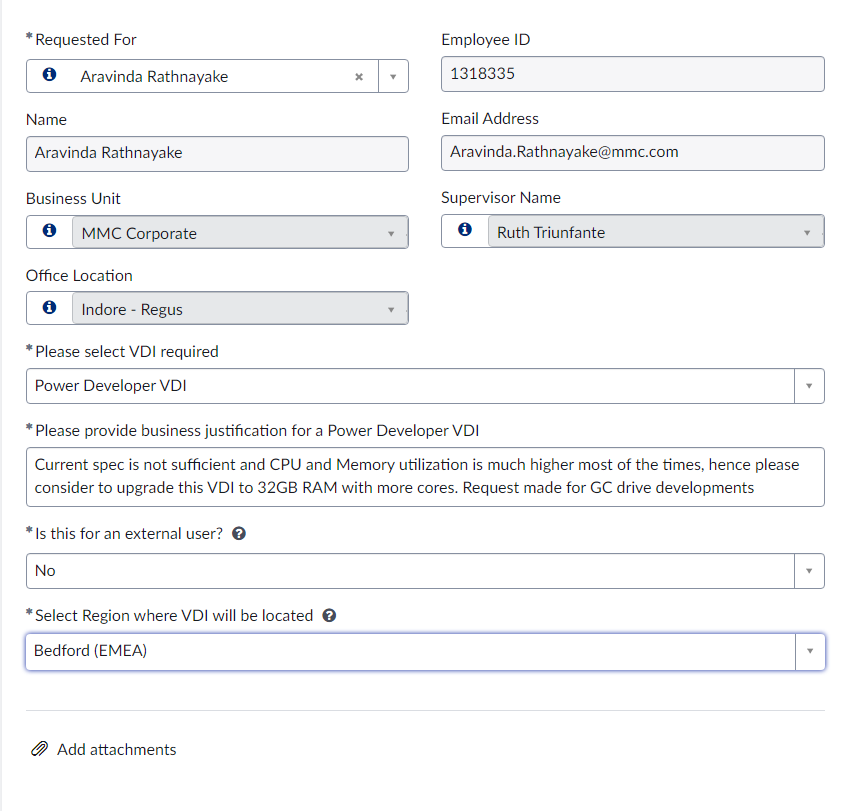 *Requested For
Aravinda Rathnayake
Employee ID
1318335
Name
Aravinda Rathnayake
Email Address
Aravinda.Rathnayake@mmc.com
Business Unit
MMC Corporate
Supervisor Name
Ruth Triunfante
Office Location
Indore - Regus
*Please select VDI required
Power Developer VDI
*Please provide business justification for a Power Developer VDI
Current spec is not sufficient and CPU and Memory utilization is much higher most of the times, hence please
consider to upgrade this VDI to 32GB RAM with more cores. Request made for GC drive developments
*Is this for an external user?
No
*Select Region where VDI will be located
Bedford (EMEA)
Add attachments